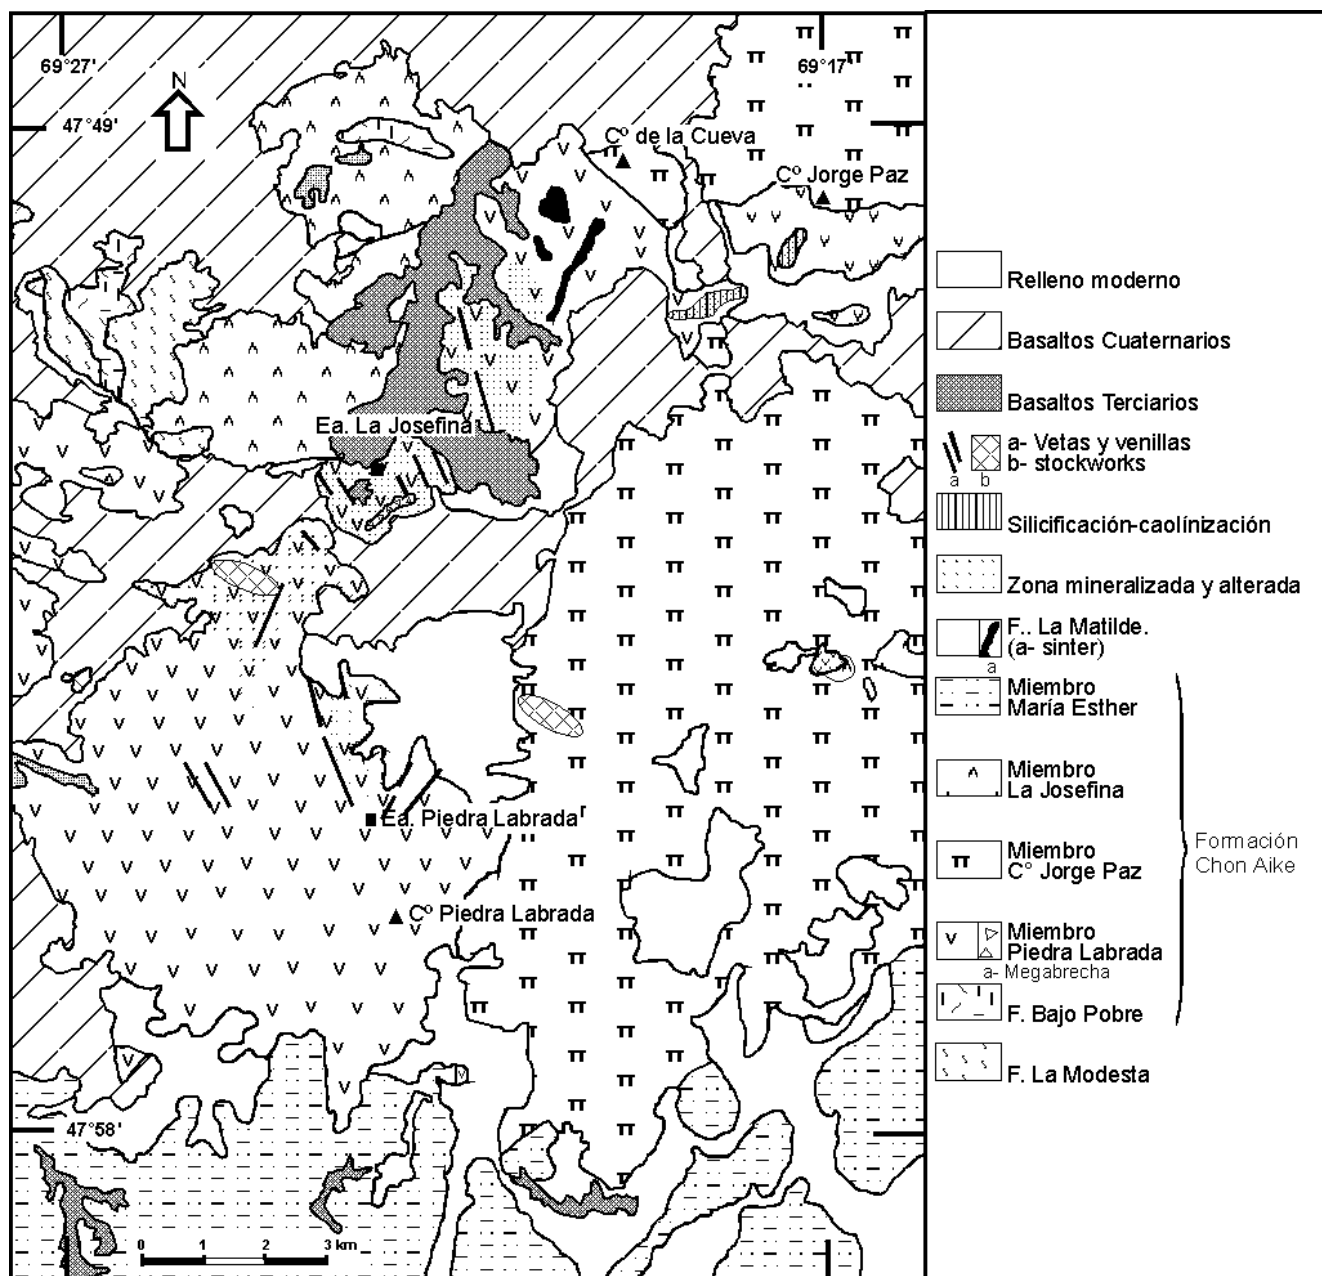 69°27'
N
69°17'
47°49'
Cº de la Cueva
Cº Jorge Paz
Ea. La Josefina
Ea. Piedra Labrada
Cº Piedra Labrada
47°58'
0 1 2 3 km
Relleno moderno
Basaltos Cuaternarios
Basaltos Terciarios
a- Vetas y venillas
b- stockworks
a b
Silicificación-caolínización
Zona mineralizada y alterada
F.. La Matilde.
(a- sinter)
a
Miembro
María Esther
Miembro
La Josefina
Miembro
Cº Jorge Paz
Miembro
Piedra Labrada
a- Megabrecha
F. Bajo Pobre
F. La Modesta
Formación
Chon Aike